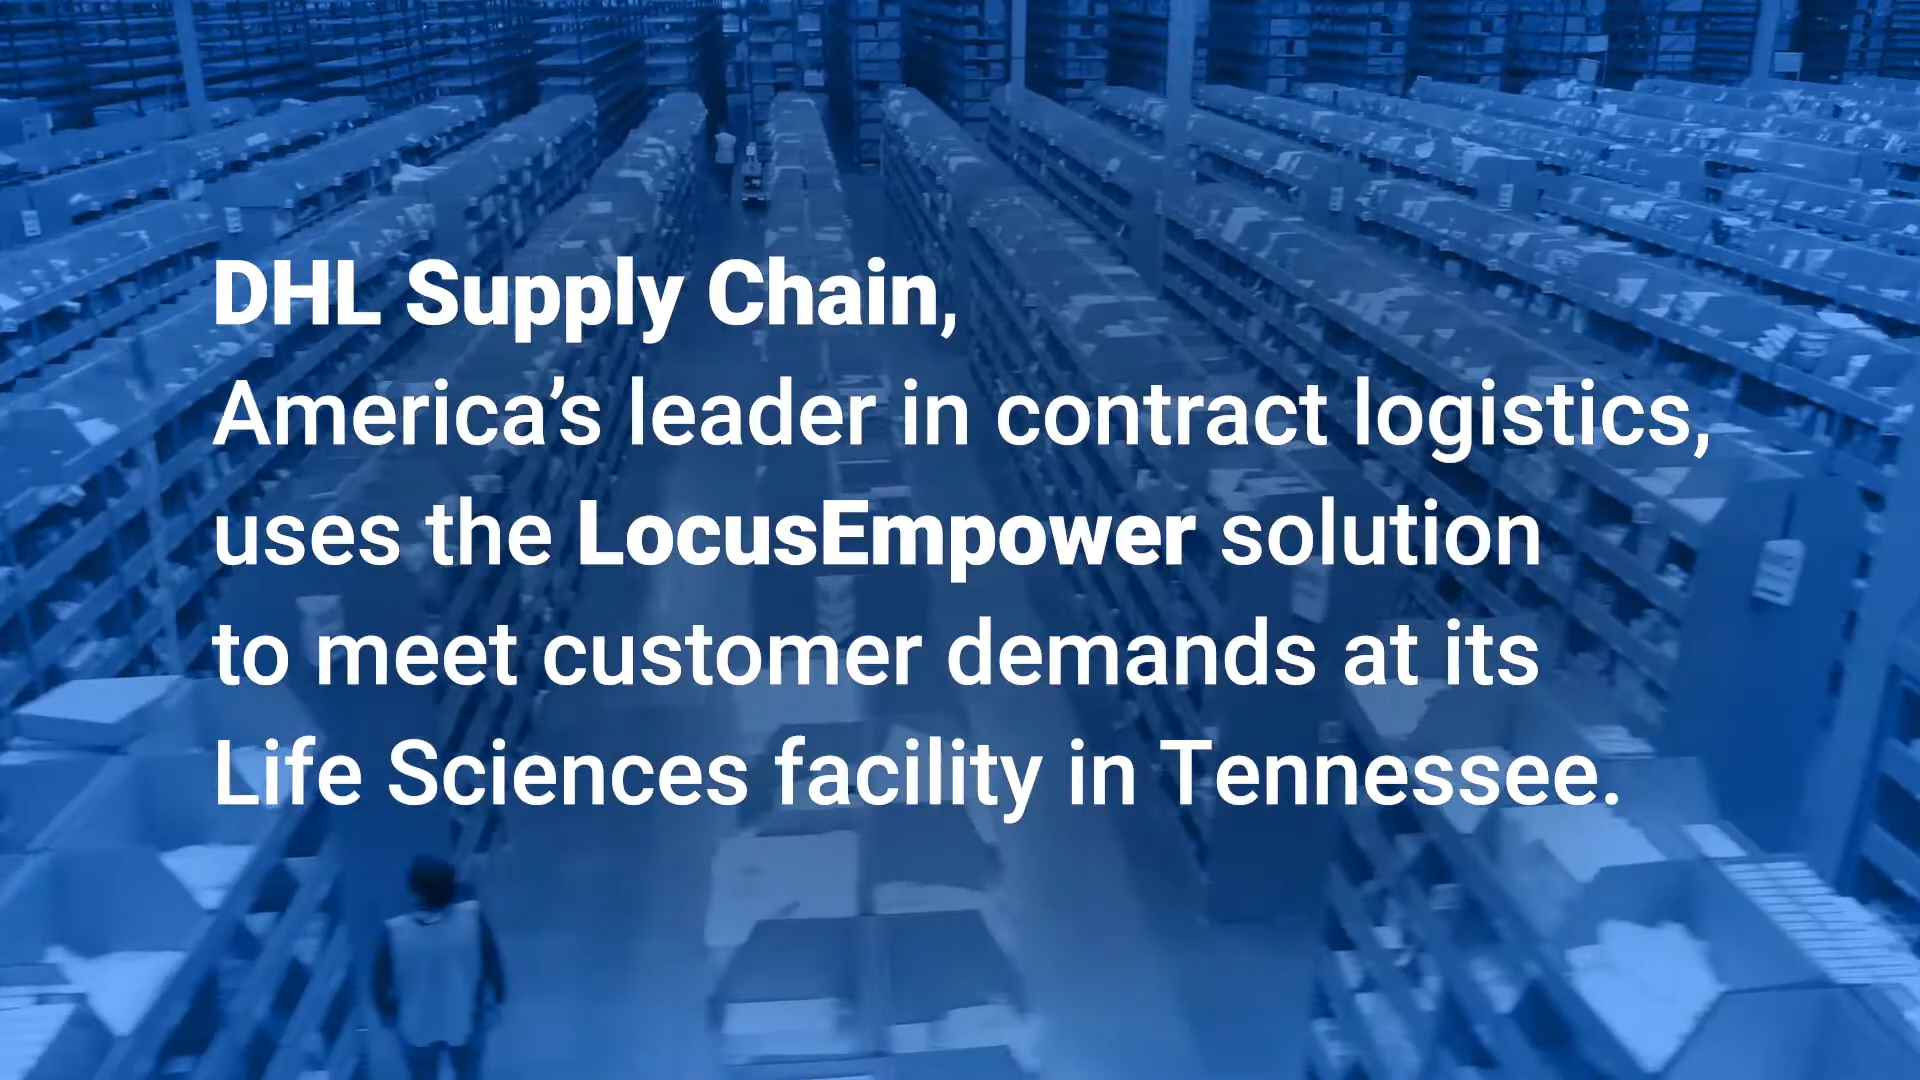 DHL Supply Chain,
America’s leader in contract logistics,
uses the LocusEmpower solution
to meet customer demands at its
Life Sciences facility in Tennessee.